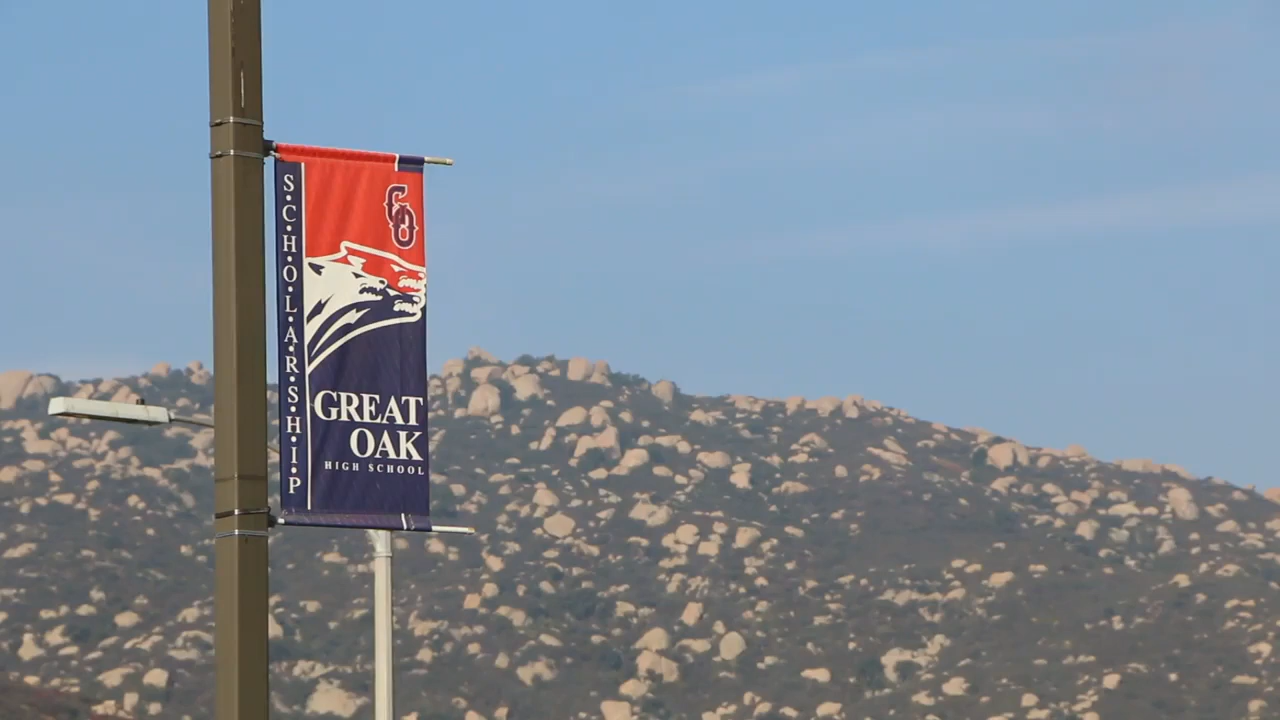 S•C•H•O•L•A•R•S•H•I•P
GO
GREAT
OAK
HIGH SCHOOL